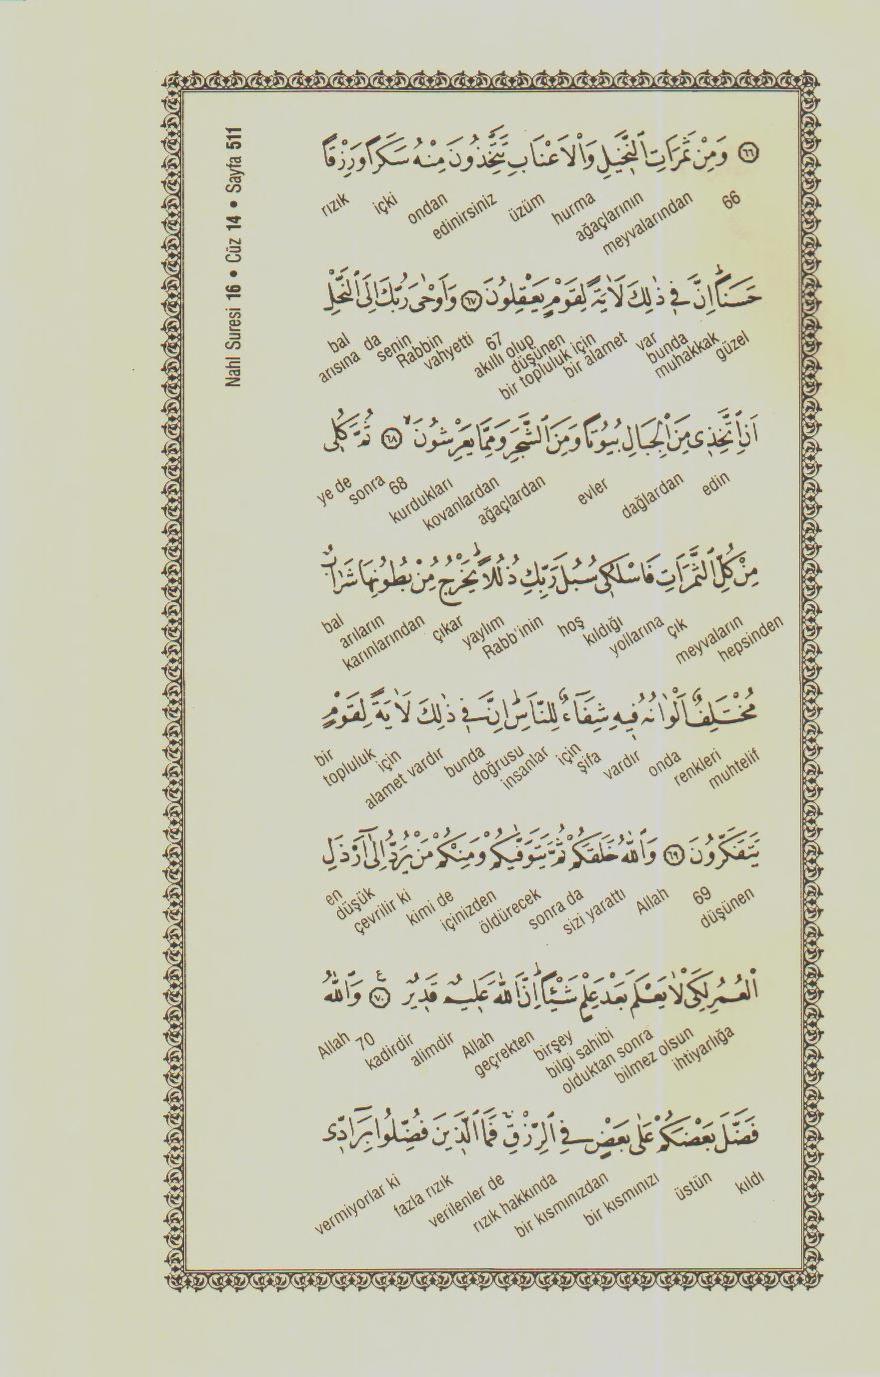 Nahl Suresi 16 • Cüz 14 • Sayfa 511
٦٦ وَمِنْ ثَمَرَاتِ النَّخِيلِ وَالْاَعْنَابِ تَتَّخِذُونَ مِنْهُ سَكَرًا وَرِزْقًا
66
meyvalarından
ağaçlarının
hurma
üzüm
edinirsiniz
ondan
içki
rızık
حَسَنًاۜ اِنَّ فِي ذٰلِكَ لَاٰيَةً لِقَوْمٍ يَعْقِلُونَ ٦٧ وَاَوْحٰى رَبُّكَ اِلَى النَّحْلِ
güzel
muhakkak
bunda
var
bir alamet
bir topluluk için
düşünen
akıllı olup
67
vahyetti
Rabbin
senin
arısına da
bal
اَنِ اتَّخِذِي مِنَ الْجِبَالِ بُيُوتًا وَمِنَ الشَّجَرِ وَمِمَّا يَعْرِشُونَۙ ٦٨ ثُمَّ كُلِي
edin
dağlardan
evler
ağaçlardan
kovanlardan
kurdukları
68
sonra
ye de
مِنْ كُلِّ الثَّمَرَاتِ فَاسْلُكِي سُبُلَ رَبِّكِ ذُلُلًاۜ يَخْرُجُ مِنْ بُطُونِهَا شَرَابٌ
hepsinden
meyvaların
çık
yollarına
kıldığı
hoş
Rabb'inin
yaylım
çıkar
karınlarından
arıların
bal
مُخْتَلِفٌ اَلْوَانُهُ فِيهِ شِفَٓاءٌ لِلنَّاسِۜ اِنَّ فِي ذٰلِكَ لَاٰيَةً لِقَوْمٍ
muhtelif
renkleri
onda
vardır
şifa
için
insanlar
doğrusu
bunda
alamet vardır
için
topluluk
bir
يَتَفَكَّرُونَ ٦٩ وَاللّٰهُ خَلَقَكُمْ ثُمَّ يَتَوَفّٰيكُمْ وَمِنْكُمْ مَنْ يُرَدُّ اِلٰٓى اَرْذَلِ
düşünen
69
Allah
sizi yarattı
sonra da
öldürecek
içinizden
kimi de
çevrilir ki
düşük
en
الْعُمُرِ لِكَيْ لَا يَعْلَمَ بَعْدَ عِلْمٍ شَيْـًٔاۜ اِنَّ اللّٰهَ عَلِيمٌ قَدِيرٌ ع ٧٠ وَاللّٰهُ
ihtiyarlığa
bilmez olsun
olduktan sonra
bilgi sahibi
birşey
geçrekten
Allah
alimdir
kadirdir
70
Allah
فَضَّلَ بَعْضَكُمْ عَلٰى بَعْضٍ فِي الرِّزْقِۚ فَمَا الَّذِينَ فُضِّلُوا بِرَٓادِّي
kıldı
üstün
bir kısmınızı
bir kısmınızdan
rızık hakkında
verilenler de
fazla rızık
vermiyorlar ki